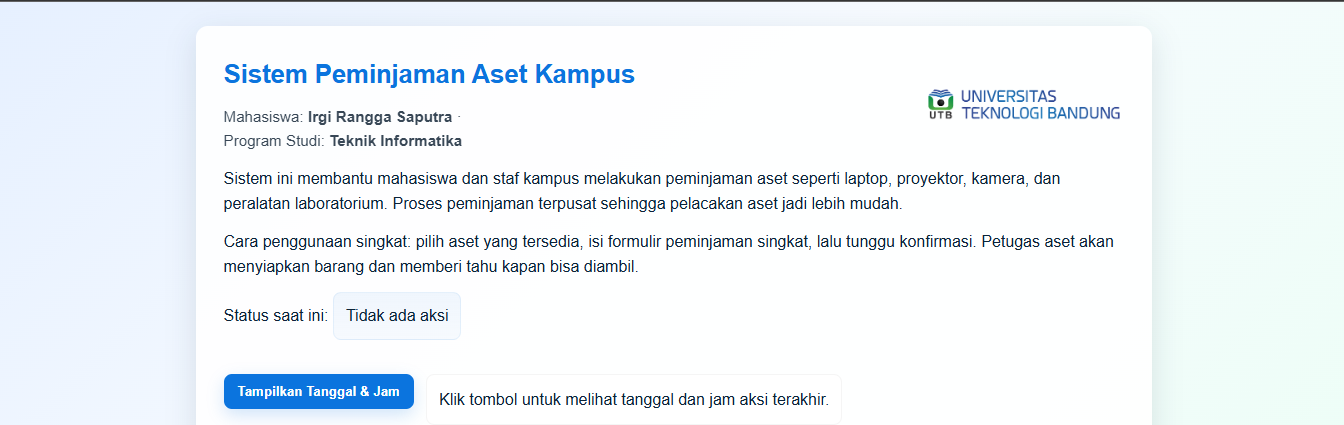 Sistem Peminjaman Aset Kampus
Mahasiswa: Irgi Rangga Saputra ·
Program Studi: Teknik Informatika
UTB
UNIVERSITAS
TEKNOLOGI BANDUNG
Sistem ini membantu mahasiswa dan staf kampus melakukan peminjaman aset seperti laptop, proyektor, kamera, dan
peralatan laboratorium. Proses peminjaman terpusat sehingga pelacakan aset jadi lebih mudah.
Cara penggunaan singkat: pilih aset yang tersedia, isi formulir peminjaman singkat, lalu tunggu konfirmasi. Petugas aset akan
menyiapkan barang dan memberi tahu kapan bisa diambil.
Status saat ini: Tidak ada aksi
Tampilkan Tanggal & Jam
Klik tombol untuk melihat tanggal dan jam aksi terakhir.